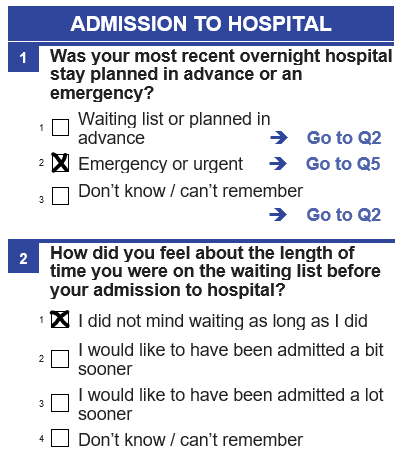 ADMISSION TO HOSPITAL
1 Was your most recent overnight hospital
stay planned in advance or an
emergency?
1 Waiting list or planned in
advance → Go to Q2
2 Emergency or urgent → Go to Q5
3 Don't know / can't remember
→ Go to Q2
2 How did you feel about the length of
time you were on the waiting list before
your admission to hospital?
1 I did not mind waiting as long as I did
2 I would like to have been admitted a bit
sooner
3 I would like to have been admitted a lot
sooner
4 Don't know / can't remember